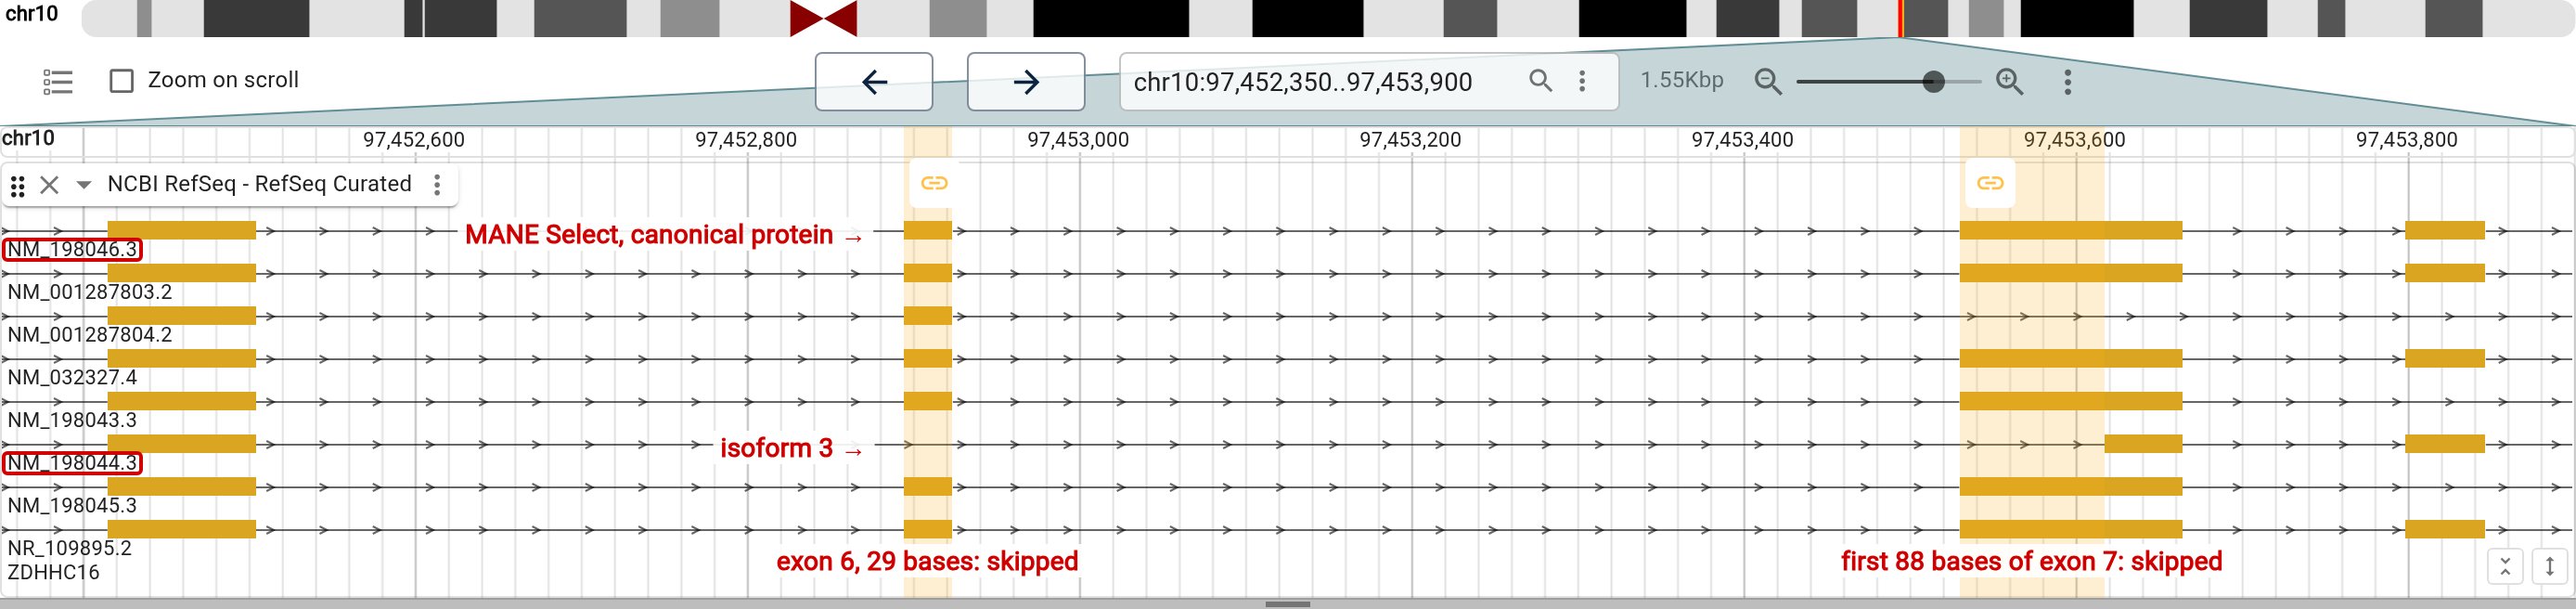 chr10
Zoom on scroll
chr10:97,452,350..97,453,900
1.55Kbp
chr10
97,452,600
97,452,800
97,453,000
97,453,200
97,453,400
97,453,600
97,453,800
NCBI RefSeq - RefSeq Curated
MANE Select, canonical protein →
NM_198046.3
NM_001287803.2
NM_001287804.2
NM_032327.4
NM_198043.3
isoform 3 →
NM_198044.3
NM_198045.3
NR_109895.2
exon 6, 29 bases: skipped
first 88 bases of exon 7: skipped
ZDHHC16